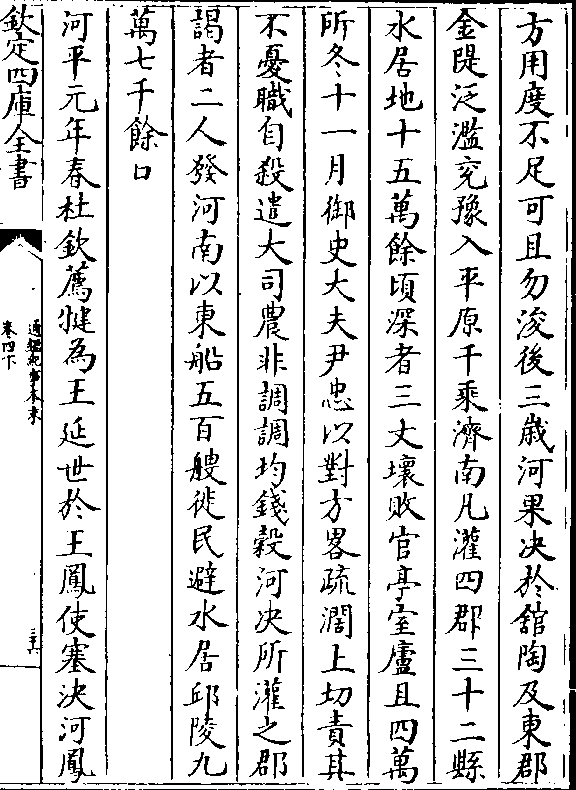 方用度不足可且勿浚後三歳河果决於舘陶及東郡
金隄泛濫兖豫入平原千乘濟南凡灌四郡三十二縣
水居地十五萬餘頃深者三丈壞敗官亭室廬且四萬
所冬十一月御史大夫尹忠以對方畧疏濶上切責其
不憂職自殺遣大司農非調調均錢穀河决所灌之郡
謁者二人發河南以東船五百艘徙民避水居邱陵九
萬七千餘口
河平元年春杜欽薦犍為王延世於王鳳使塞决河鳳
欽定四庫全書
通鑑紀事本末
卷四下